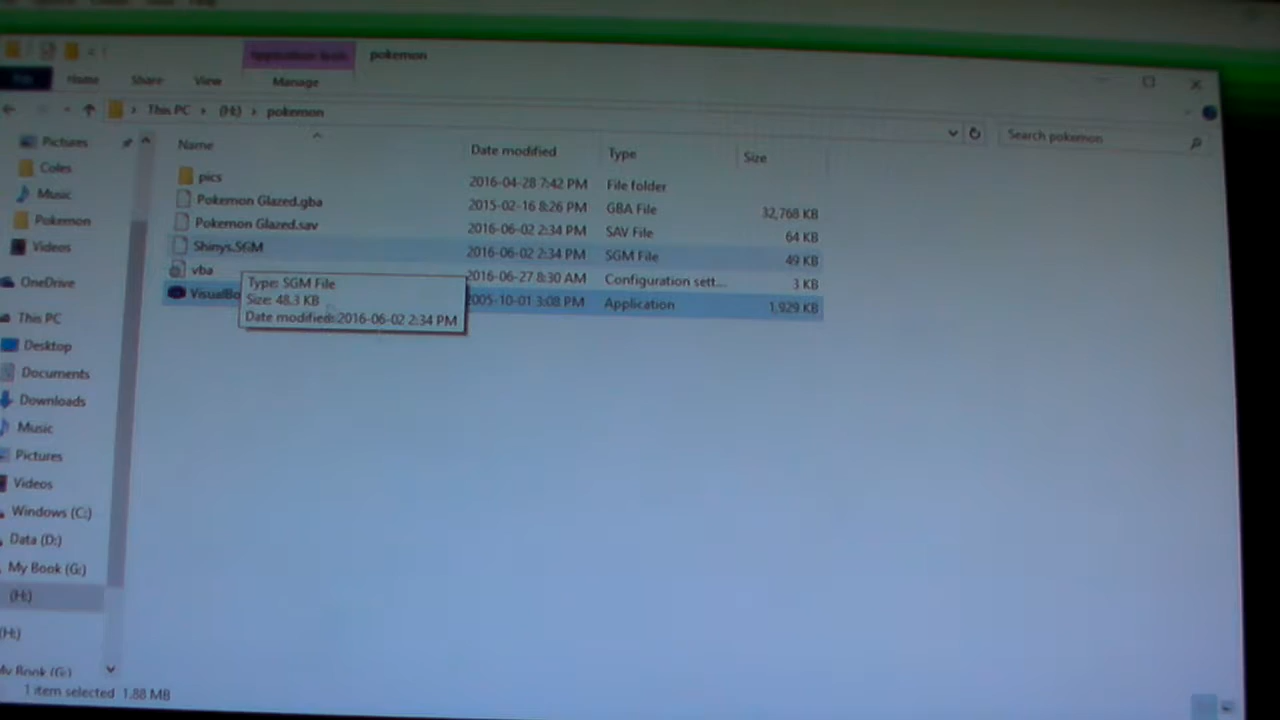 pokemon
Home Share View Manage
This PC > (H:) > pokemon
Search pokemon
Name Date modified Type Size
pics 2016-04-28 7:42 PM File folder
Pokemon Glazed.gba 2015-02-16 8:26 PM GBA File 32,768 KB
Pokemon Glazed.sav 2016-06-02 2:34 PM SAV File 64 KB
Shinys.SGM 2016-06-02 2:34 PM SGM File 49 KB
vba 2016-06-27 8:30 AM Configuration sett... 3 KB
VisualBo 2005-10-01 3:08 PM Application 1,929 KB
Type: SGM File
Size: 48.3 KB
Date modified: 2016-06-02 2:34 PM
Pictures
Coles
Music
Pokemon
Videos
OneDrive
This PC
Desktop
Documents
Downloads
Music
Pictures
Videos
Windows (C:)
Data (D:)
My Book (G:)
(H:)
(H:)
My Book (G:)
1 item selected 1.88 MB